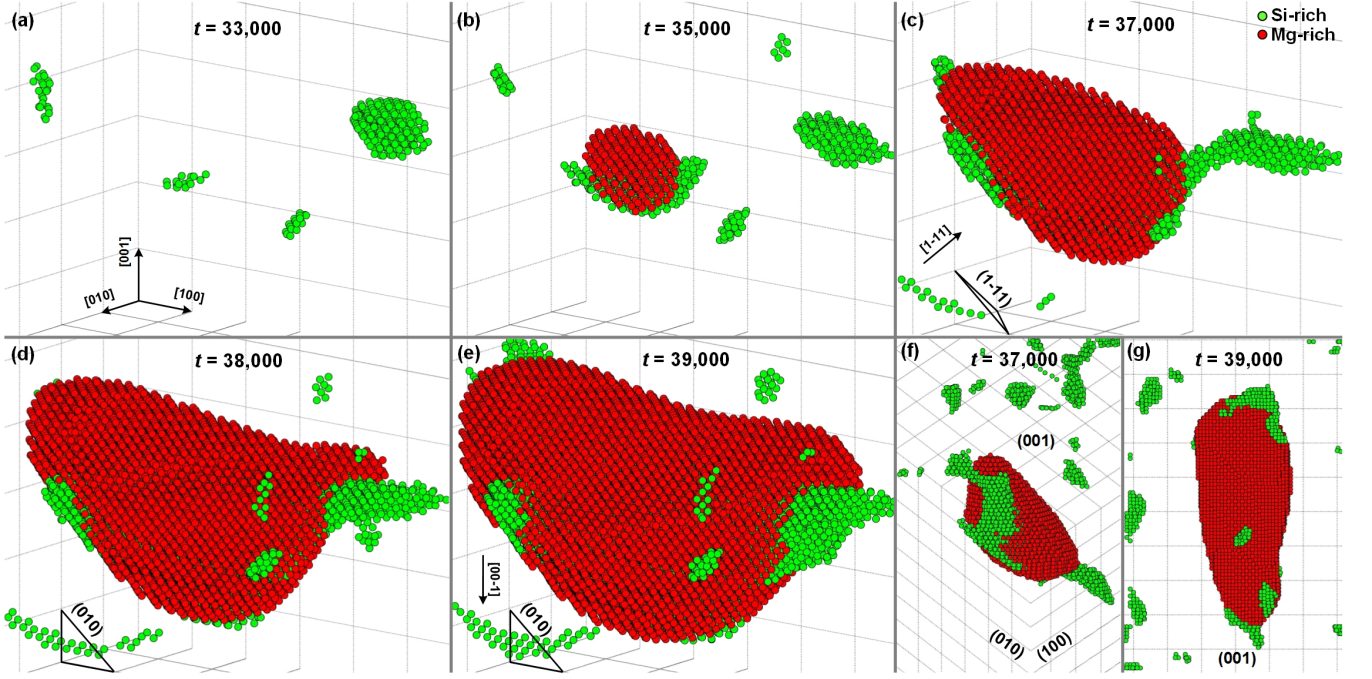 (a)
t = 33,000
[001]
[010]
[100]
(b)
t = 35,000
(c)
t = 37,000
Si-rich
Mg-rich
[1-11]
(1-11)
(d)
t = 38,000
(010)
(e)
t = 39,000
[00-1]
(010)
(f)
t = 37,000
(001)
(010)
(100)
(g)
t = 39,000
(001)